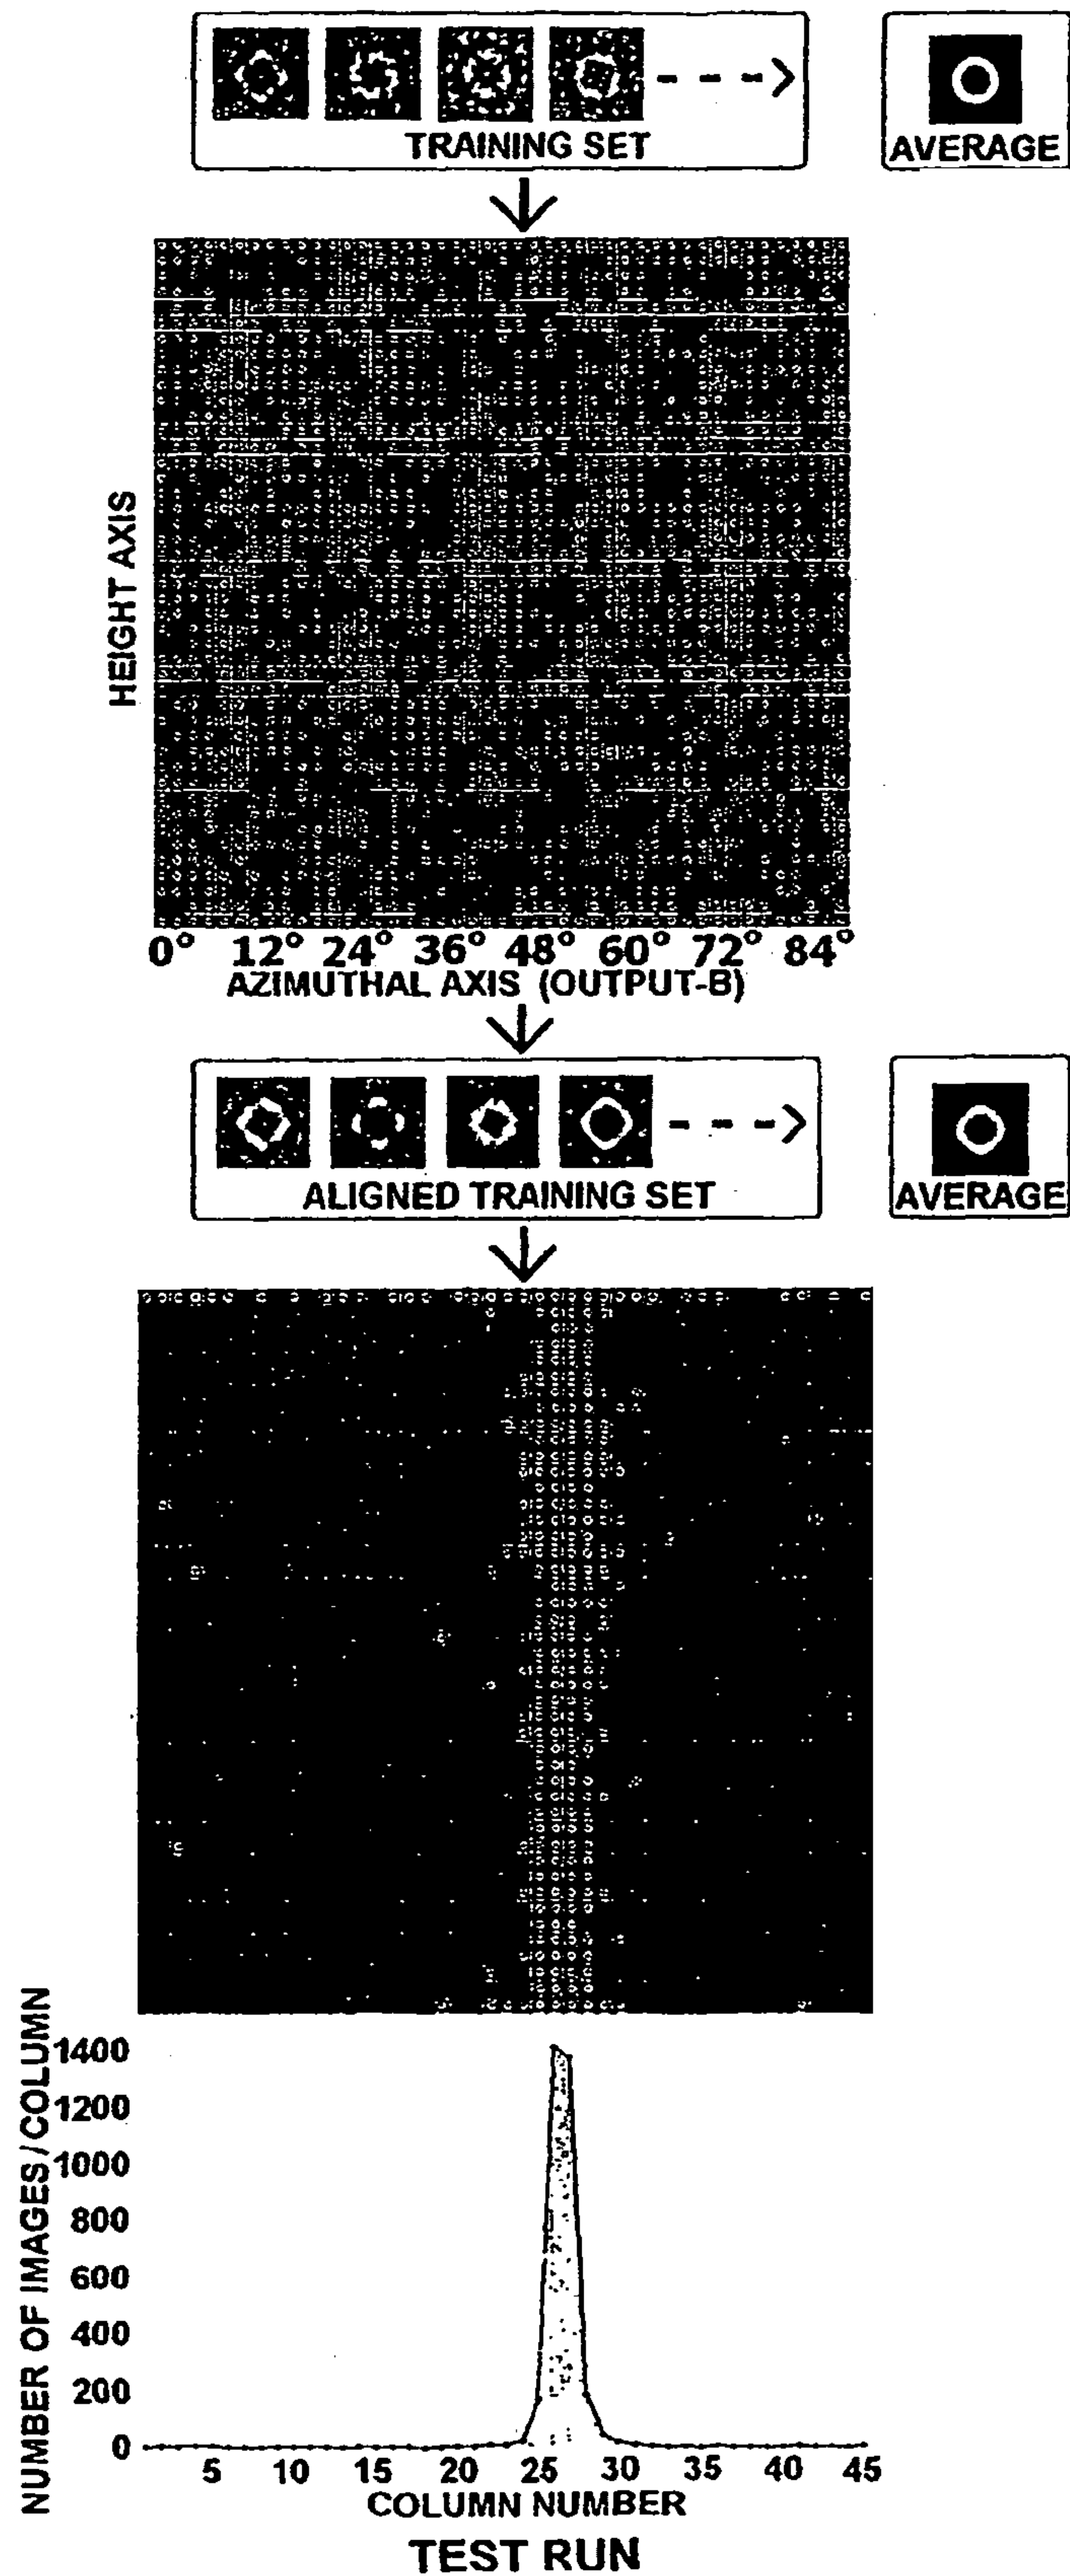 TRAINING SET
AVERAGE
HEIGHT AXIS
0° 12° 24° 36° 48° 60° 72° 84°
AZIMUTHAL AXIS (OUTPUT-B)
ALIGNED TRAINING SET
AVERAGE
NUMBER OF IMAGES/COLUMN
1400
1200
1000
800
600
400
200
0
5 10 15 20 25 30 35 40 45
COLUMN NUMBER
TEST RUN